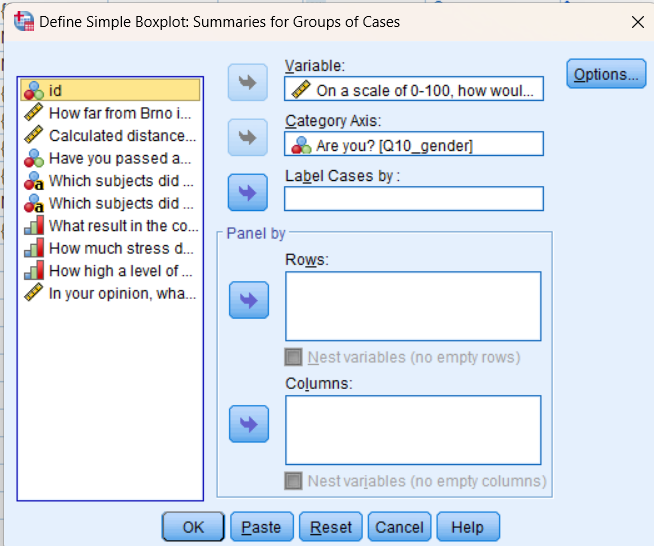 Define Simple Boxplot: Summaries for Groups of Cases
id
How far from Brno i...
Calculated distance...
Have you passed a...
Which subjects did ...
Which subjects did ...
What result in the co...
How much stress d...
How high a level of ...
In your opinion, wha...
Variable:
On a scale of 0-100, how woul...
Category Axis:
Are you? [Q10_gender]
Label Cases by :
Panel by
Rows:
Nest variables (no empty rows)
Columns:
Nest variables (no empty columns)
Options...
OK
Paste
Reset
Cancel
Help